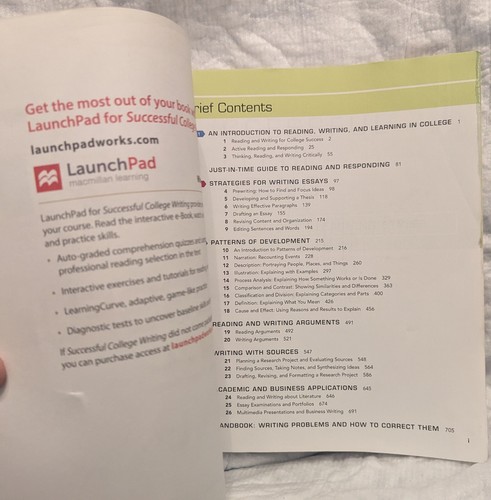 Get the most out of your book
LaunchPad for Successful College
launchpadworks.com
LaunchPad
macmillan learning
LaunchPad for Successful College Writing
your course. Read the interactive e-Book,
and practice skills.
• Auto-graded comprehension quizzes
professional reading selection in the text
• Interactive exercises and tutorials for
• LearningCurve, adaptive, game-like practice
• Diagnostic tests to uncover baseline
If Successful College Writing did not come
you can purchase access at
rief Contents
1 AN INTRODUCTION TO READING, WRITING, AND LEARNING IN COLLEGE 1
1 Reading and Writing for College Success 2
2 Active Reading and Responding 25
3 Thinking, Reading, and Writing Critically 55
JUST-IN-TIME GUIDE TO READING AND RESPONDING 81
STRATEGIES FOR WRITING ESSAYS 97
4 Prewriting: How to Find and Focus Ideas 98
5 Developing and Supporting a Thesis 118
6 Writing Effective Paragraphs 139
7 Drafting an Essay 155
8 Revising Content and Organization 174
9 Editing Sentences and Words 194
PATTERNS OF DEVELOPMENT 215
10 An Introduction to Patterns of Development 216
11 Narration: Recounting Events 228
12 Description: Portraying People, Places, and Things 260
13 Illustration: Explaining with Examples 297
14 Process Analysis: Explaining How Something Works or Is Done 329
15 Comparison and Contrast: Showing Similarities and Differences 363
16 Classification and Division: Explaining Categories and Parts 400
17 Definition: Explaining What You Mean 426
18 Cause and Effect: Using Reasons and Results to Explain 456
READING AND WRITING ARGUMENTS 491
19 Reading Arguments 492
20 Writing Arguments 521
WRITING WITH SOURCES 547
21 Planning a Research Project and Evaluating Sources 548
22 Finding Sources, Taking Notes, and Synthesizing Ideas 564
23 Drafting, Revising, and Formatting a Research Project 586
CADEMIC AND BUSINESS APPLICATIONS 645
24 Reading and Writing about Literature 646
25 Essay Examinations and Portfolios 674
26 Multimedia Presentations and Business Writing 691
HANDBOOK: WRITING PROBLEMS AND HOW TO CORRECT THEM 705
i